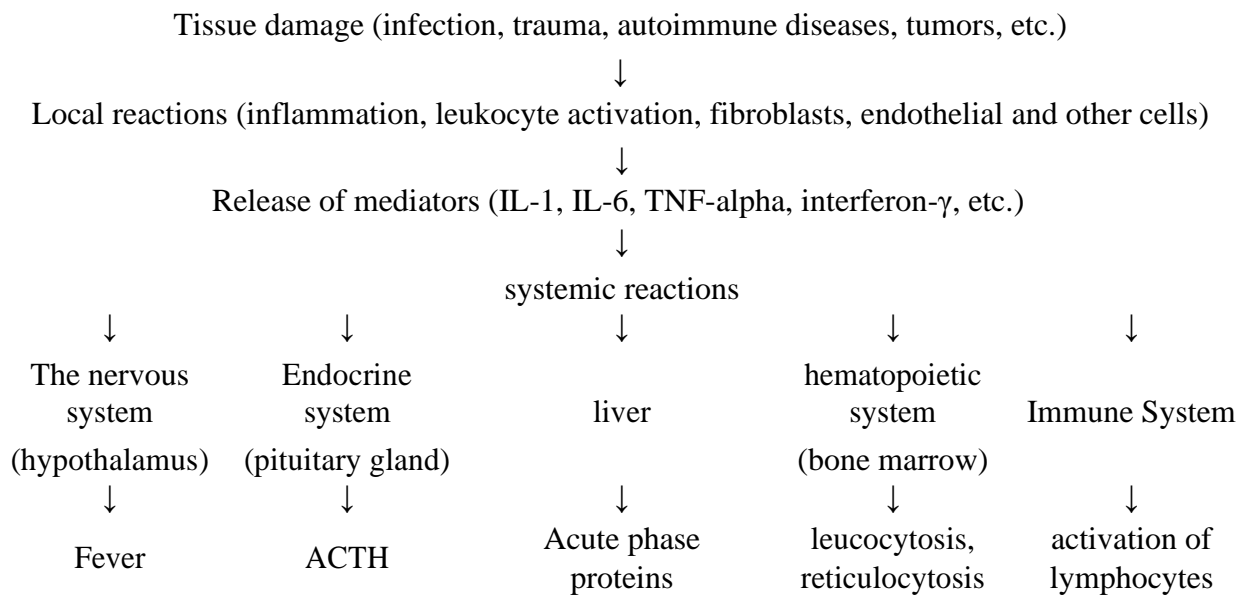 Tissue damage (infection, trauma, autoimmune diseases, tumors, etc.)
↓
Local reactions (inflammation, leukocyte activation, fibroblasts, endothelial and other cells)
↓
Release of mediators (IL-1, IL-6, TNF-alpha, interferon-γ, etc.)
↓
systemic reactions
↓ ↓ ↓ ↓ ↓
The nervous system
(hypothalamus)
↓
Fever
Endocrine system
(pituitary gland)
↓
ACTH
liver
↓
Acute phase proteins
hematopoietic system
(bone marrow)
↓
leucocytosis, reticulocytosis
Immune System
↓
activation of lymphocytes